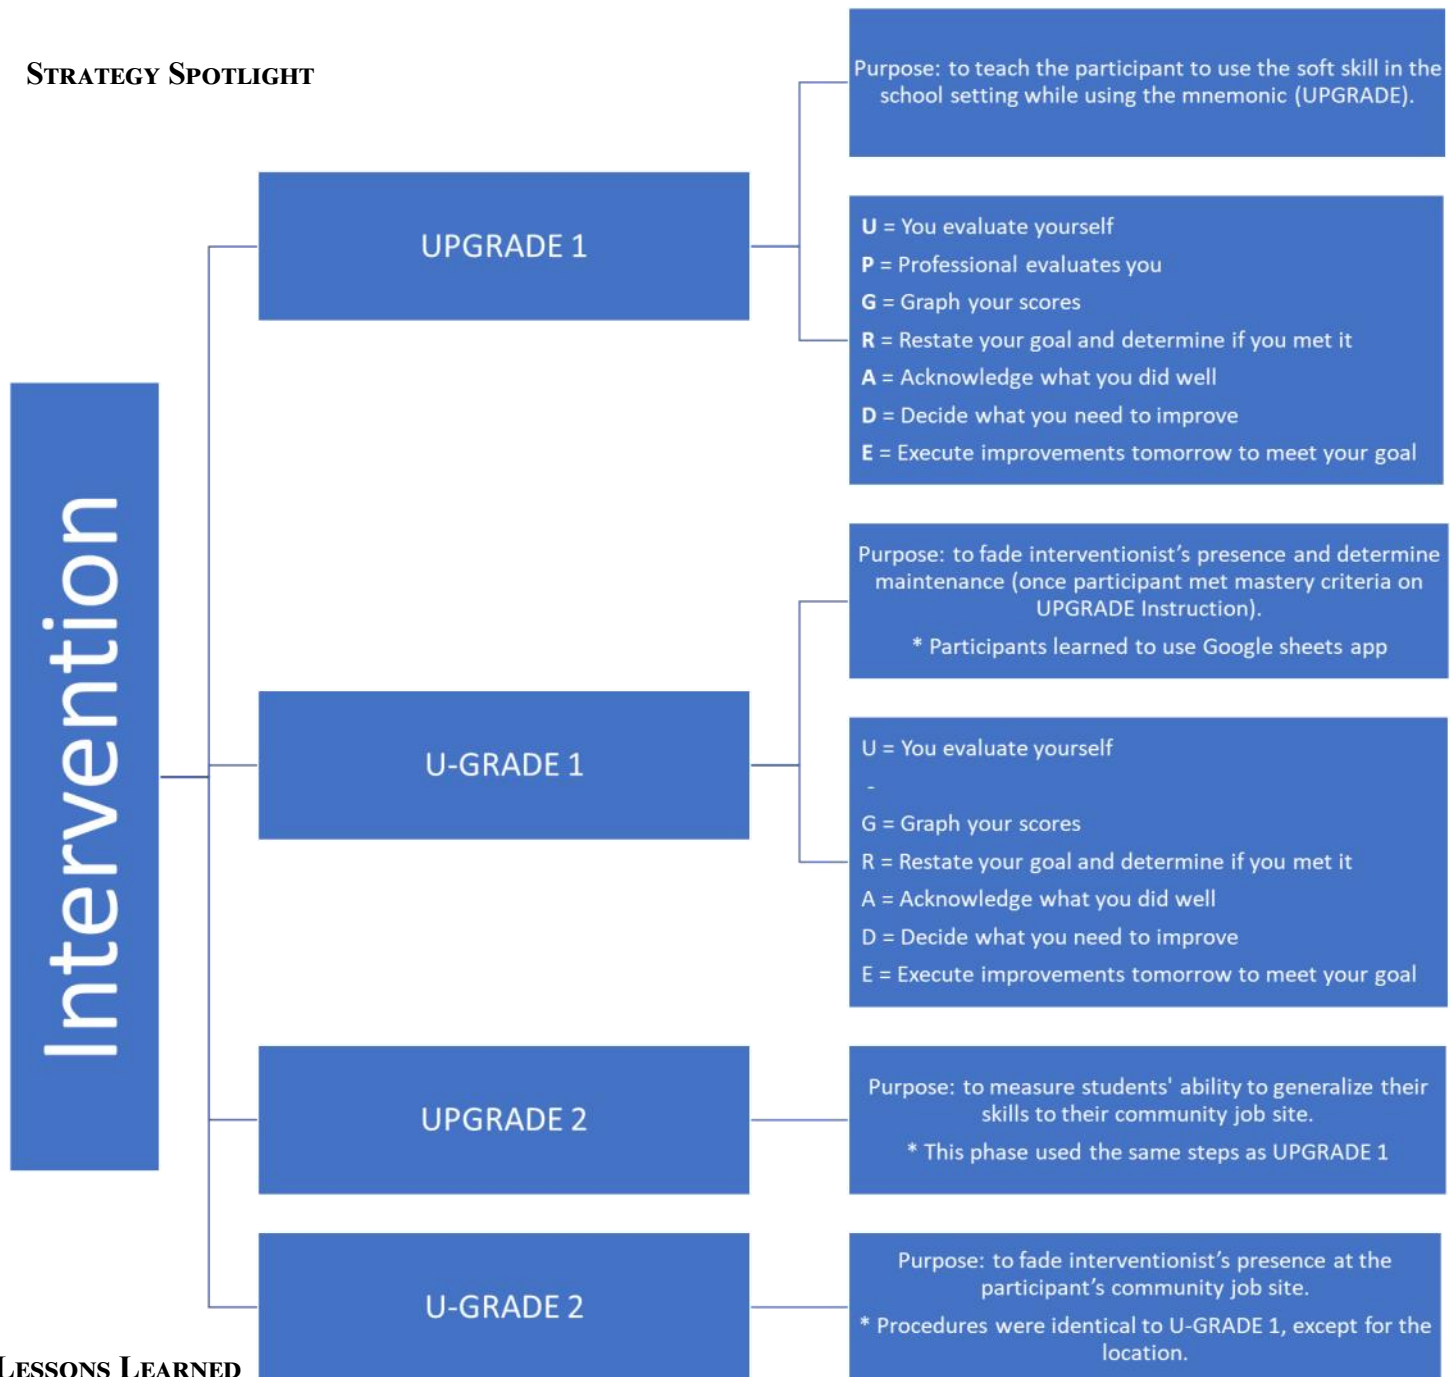 STRATEGY SPOTLIGHT
Intervention
UPGRADE 1
Purpose: to teach the participant to use the soft skill in the
school setting while using the mnemonic (UPGRADE).
U = You evaluate yourself
P = Professional evaluates you
G = Graph your scores
R = Restate your goal and determine if you met it
A = Acknowledge what you did well
D = Decide what you need to improve
E = Execute improvements tomorrow to meet your goal
U-GRADE 1
Purpose: to fade interventionist’s presence and determine
maintenance (once participant met mastery criteria on
UPGRADE Instruction).
* Participants learned to use Google sheets app
U = You evaluate yourself
-
G = Graph your scores
R = Restate your goal and determine if you met it
A = Acknowledge what you did well
D = Decide what you need to improve
E = Execute improvements tomorrow to meet your goal
UPGRADE 2
Purpose: to measure students' ability to generalize their
skills to their community job site.
* This phase used the same steps as UPGRADE 1
U-GRADE 2
Purpose: to fade interventionist’s presence at the
participant’s community job site.
* Procedures were identical to U-GRADE 1, except for the
location.
LESSONS LEARNED